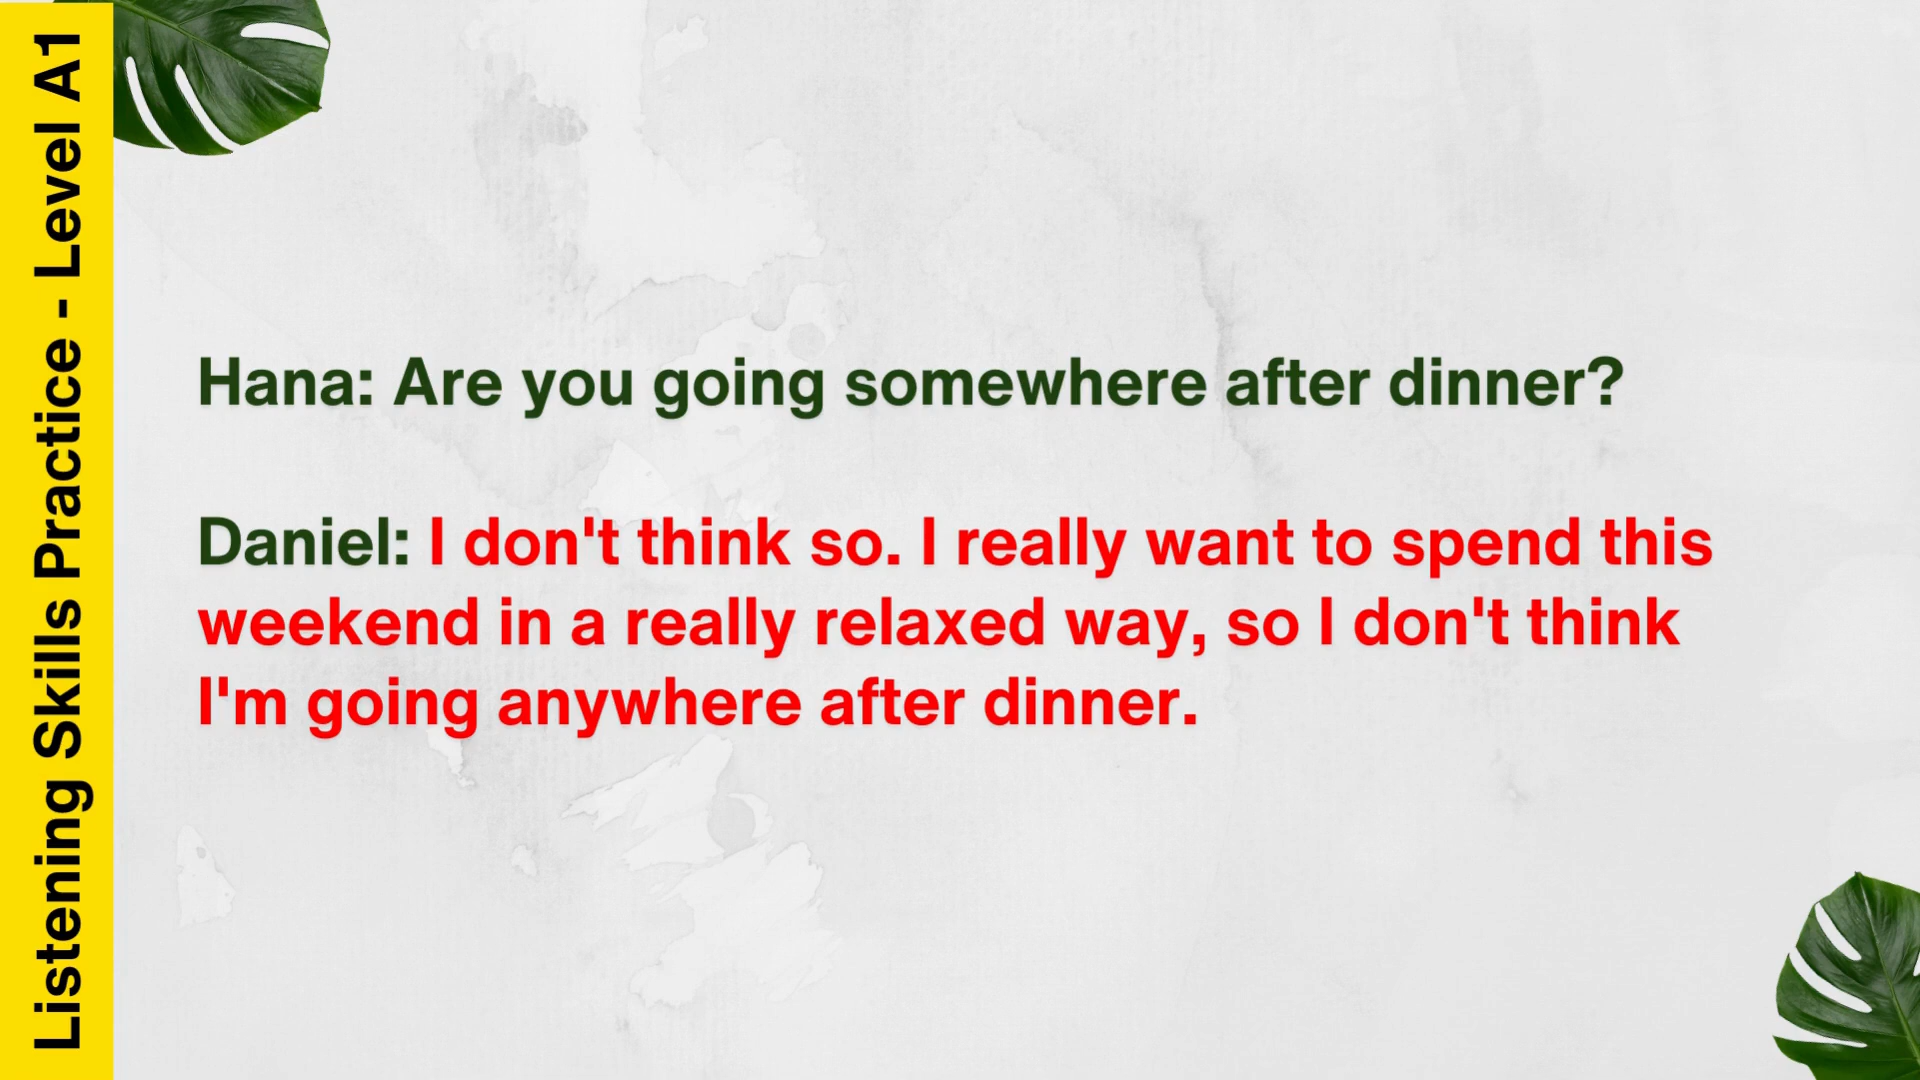 Listening Skills Practice - Level A1
Hana: Are you going somewhere after dinner?
Daniel: I don't think so. I really want to spend this
weekend in a really relaxed way, so I don't think
I'm going anywhere after dinner.